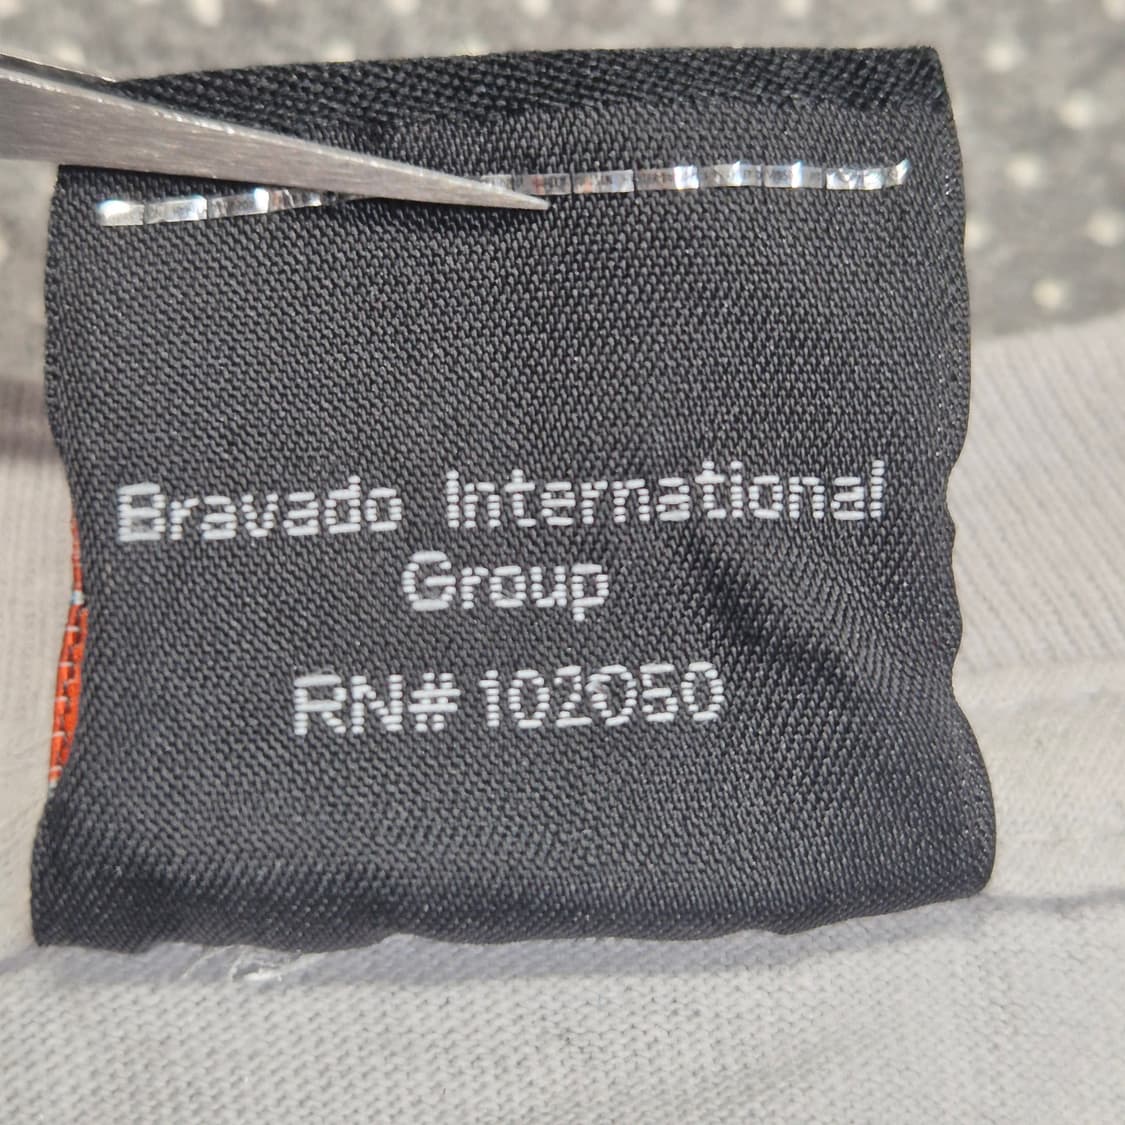 Bravado International
Group
RN# 102050